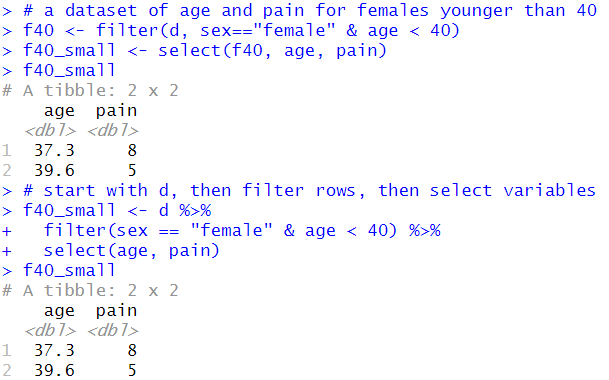 > # a dataset of age and pain for females younger than 40
> f40 <- filter(d, sex=="female" & age < 40)
> f40_small <- select(f40, age, pain)
> f40_small
# A tibble: 2 x 2
    age  pain
  <dbl> <dbl>
1  37.3     8
2  39.6     5
> # start with d, then filter rows, then select variables
> f40_small <- d %>%
+   filter(sex == "female" & age < 40) %>%
+   select(age, pain)
> f40_small
# A tibble: 2 x 2
    age  pain
  <dbl> <dbl>
1  37.3     8
2  39.6     5